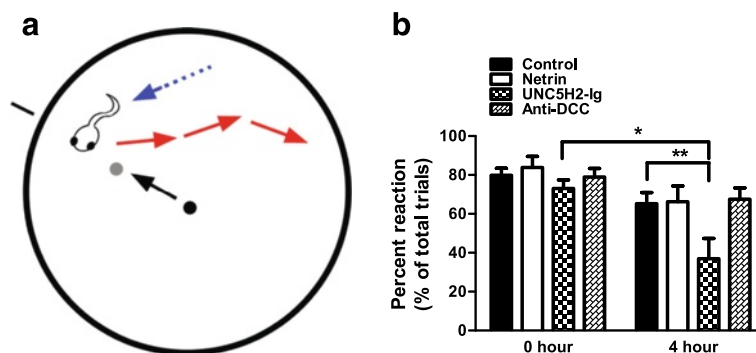 a
b
Control
Netrin
UNC5H2-Ig
Anti-DCC
Percent reaction
(% of total trials)
100
80
60
40
20
0
*
**
0 hour
4 hour